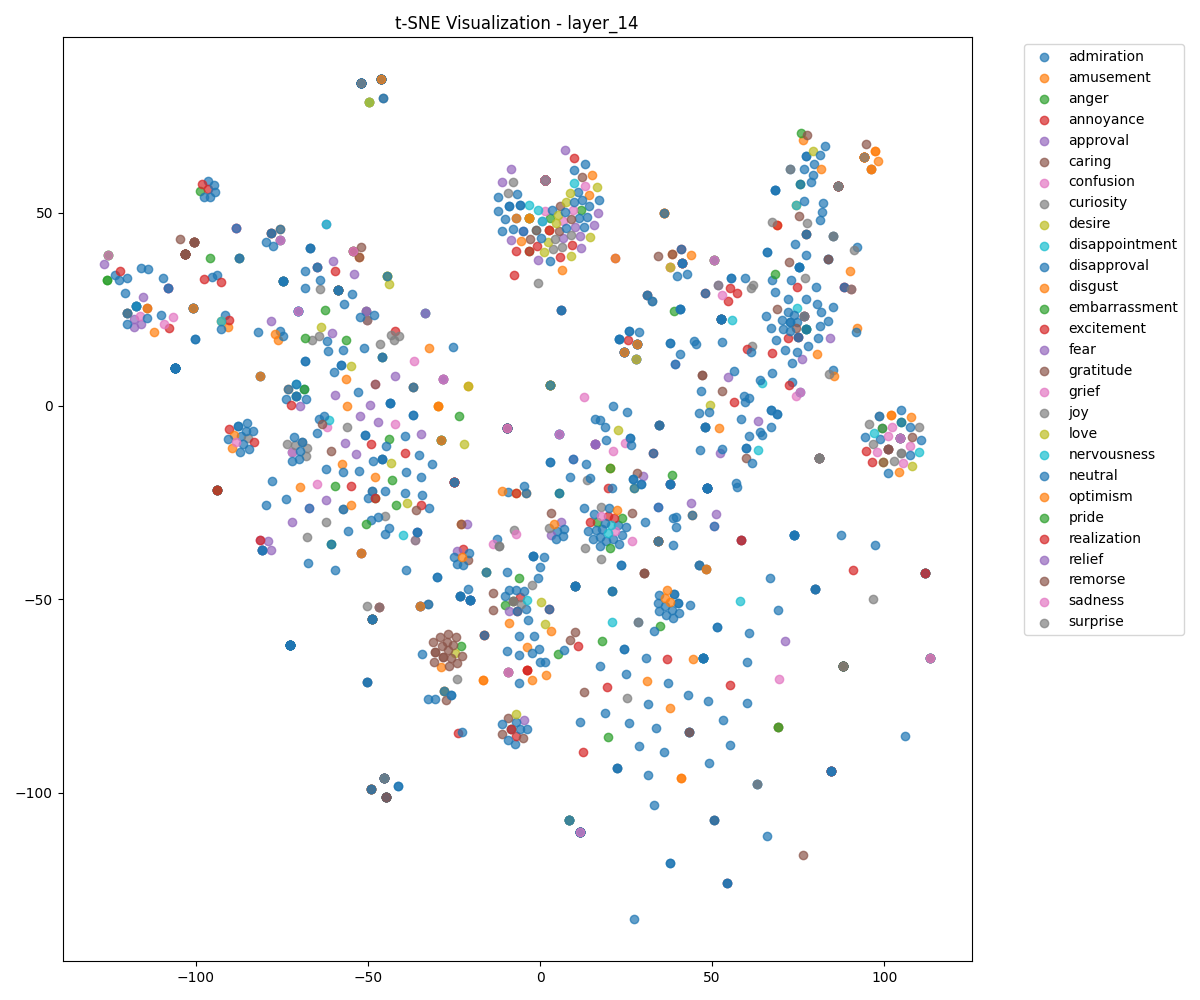 t-SNE Visualization - layer_14
50
0
−50
−100
−100
−50
0
50
100
admiration
amusement
anger
annoyance
approval
caring
confusion
curiosity
desire
disappointment
disapproval
disgust
embarrassment
excitement
fear
gratitude
grief
joy
love
nervousness
neutral
optimism
pride
realization
relief
remorse
sadness
surprise